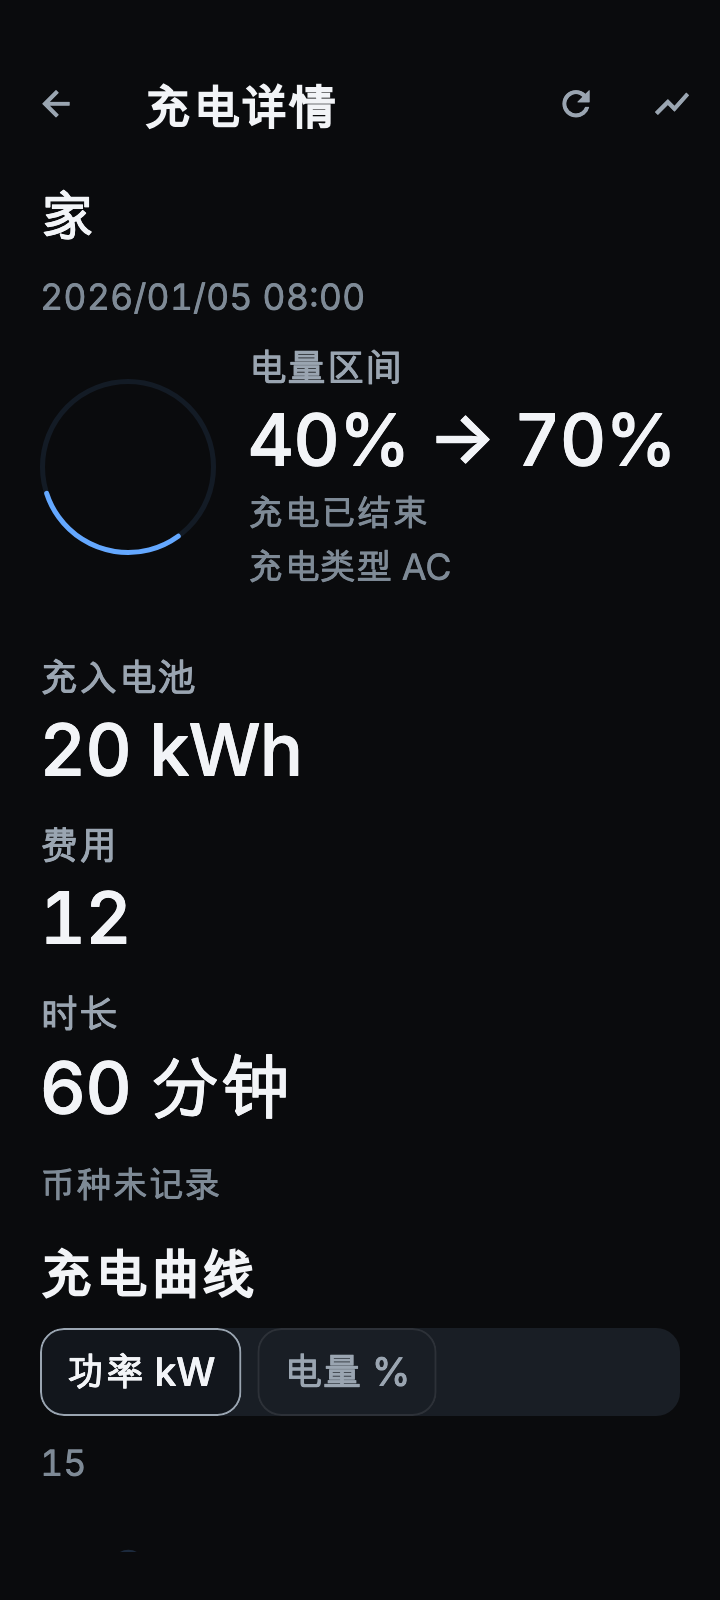 充电详情
家
2026/01/05 08:00
电量区间
40% → 70%
充电已结束
充电类型 AC
充入电池
20 kWh
费用
12
时长
60 分钟
币种未记录
充电曲线
功率 kW
电量 %
15